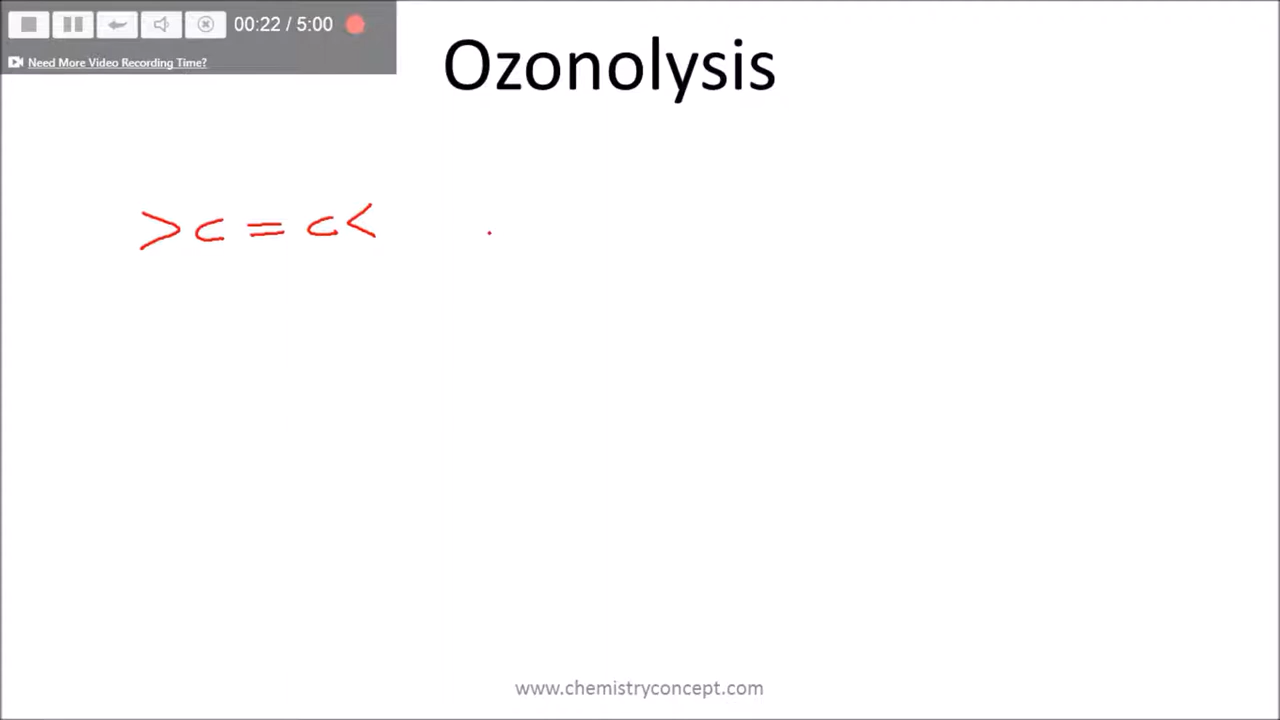 00:22 / 5:00
Need More Video Recording Time?
Ozonolysis
>c = c<
www.chemistryconcept.com